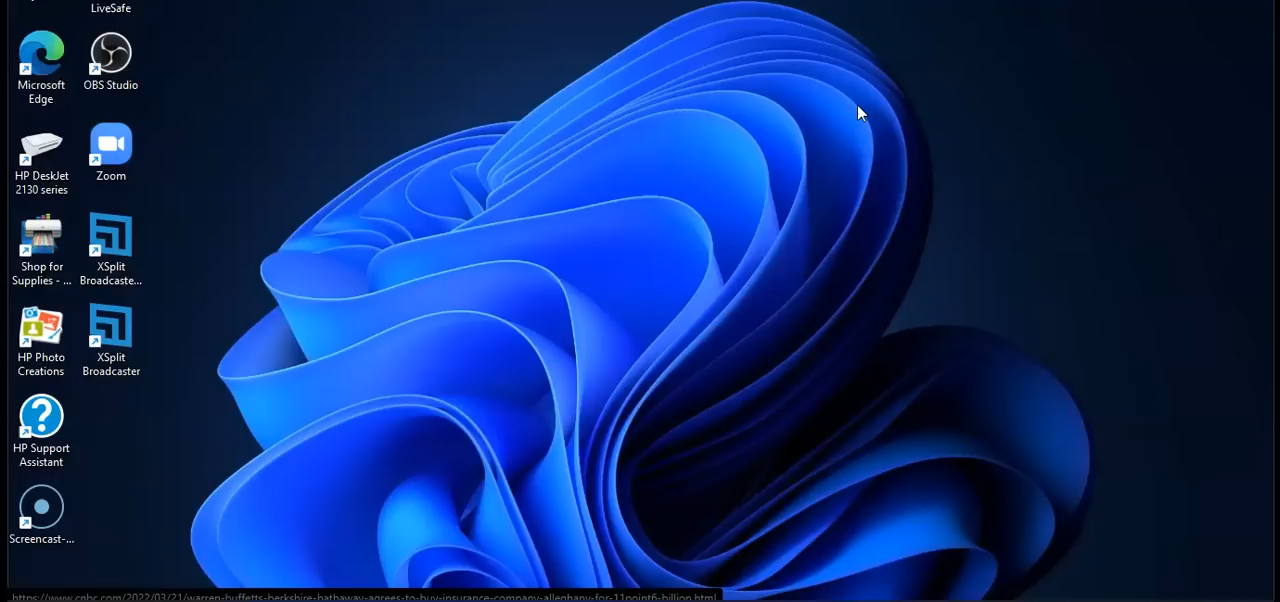 LiveSafe
Microsoft
Edge
OBS Studio
HP DeskJet
2130 series
Zoom
Shop for
Supplies - ...
XSplit
Broadcaste...
HP Photo
Creations
XSplit
Broadcaster
HP Support
Assistant
Screencast-...
https://www.cnbc.com/2022/03/21/warren-buffetts-berkshire-hathaway-agrees-to-buy-insurance-company-alleghany-for-11point6-billion.html